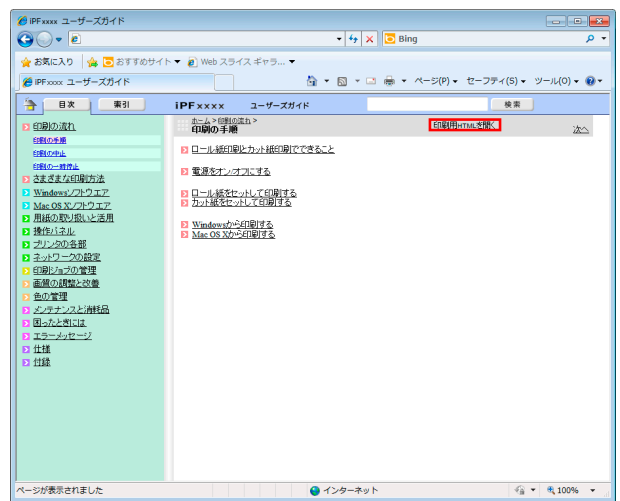 iPFxxxx ユーザーズガイド
Bing
お気に入り おすすめサイト Web スライス ギャラ...
iPFxxxx ユーザーズガイド ページ(P) セーフティ(S) ツール(O)
目次 索引 iPFxxxx ユーザーズガイド 検索
ホーム > 印刷の流れ >
印刷の手順 印刷用HTMLを開く 次へ
印刷の流れ
印刷の手順
印刷の中止
印刷の一時停止
さまざまな印刷方法
Windowsソフトウエア
Mac OS Xソフトウエア
用紙の取り扱いと活用
操作パネル
プリンタの各部
ネットワークの設定
印刷ジョブの管理
画質の調整と改善
色の管理
メンテナンスと消耗品
困ったときには
エラーメッセージ
仕様
付録
ロール紙印刷とカット紙印刷でできること
電源をオン/オフにする
ロール紙をセットして印刷する
カット紙をセットして印刷する
Windowsから印刷する
Mac OS Xから印刷する
ページが表示されました インターネット 100%